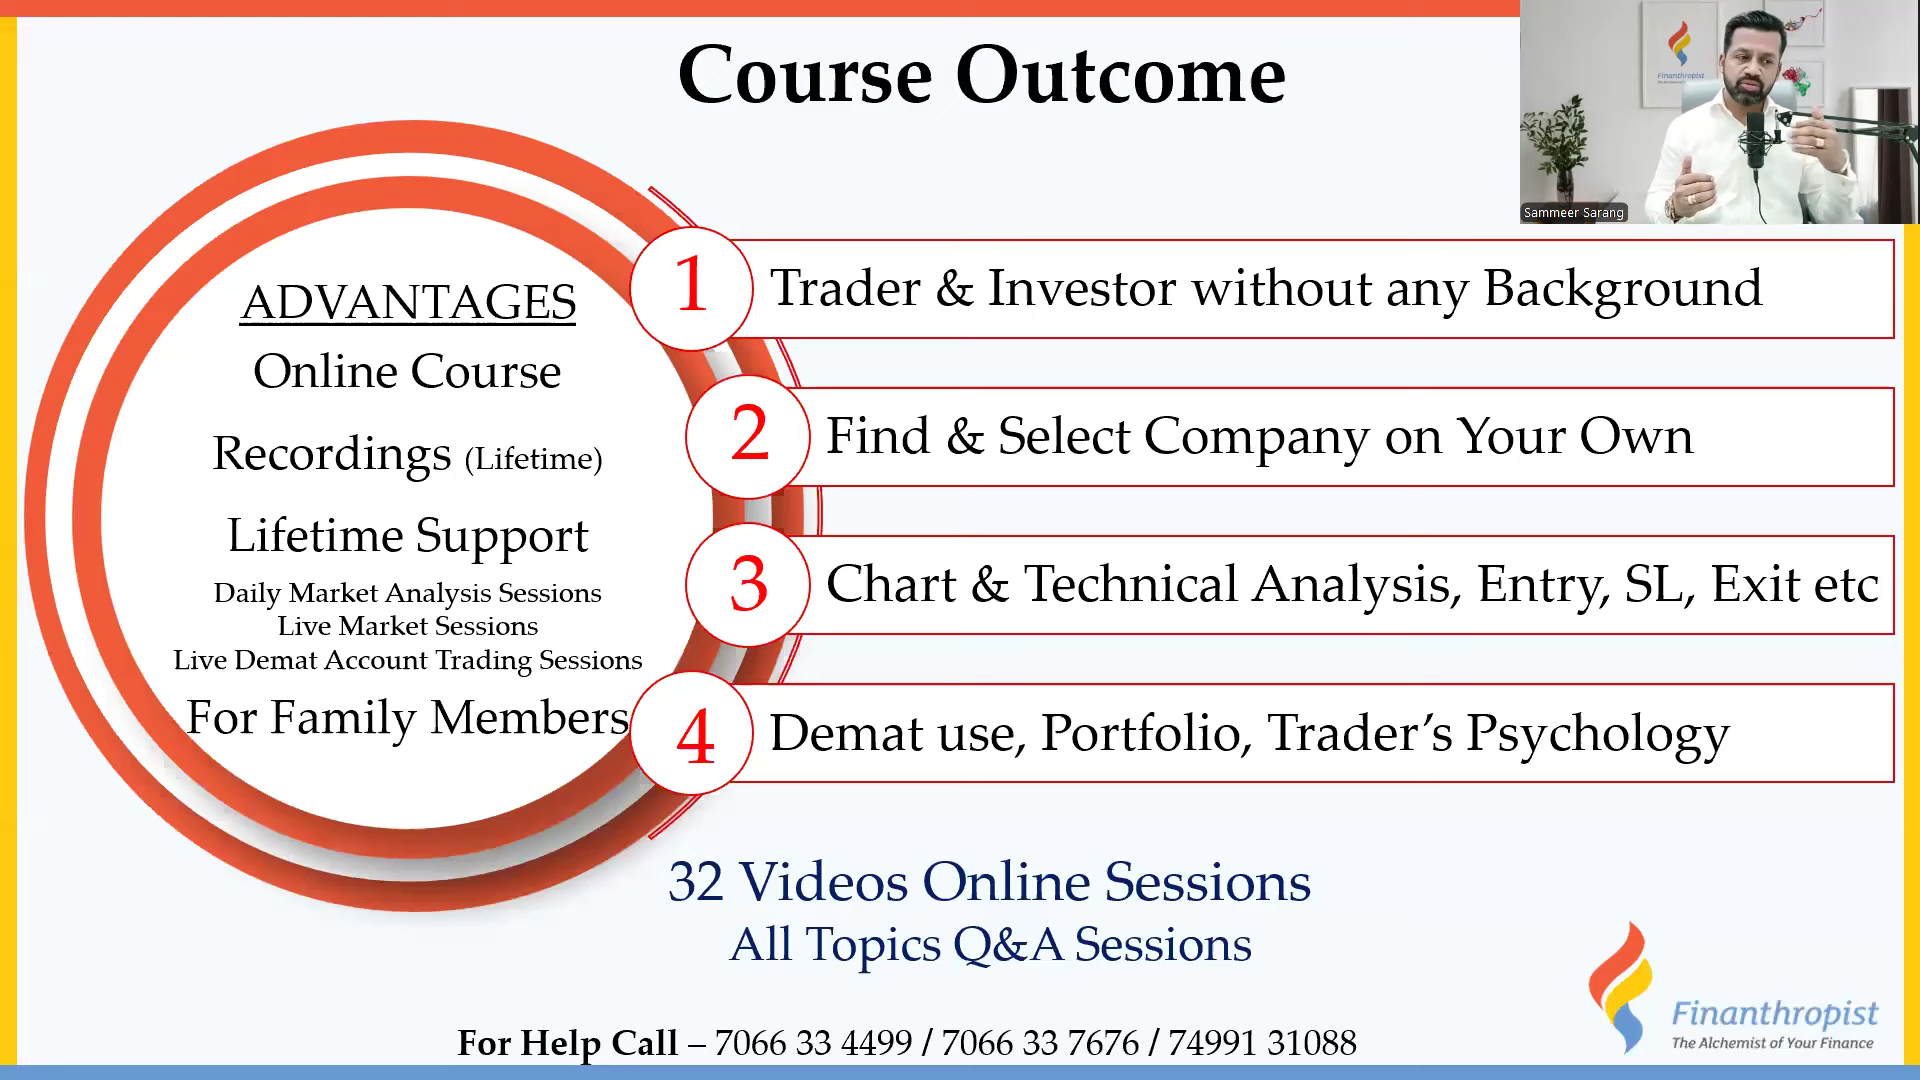 Course Outcome
Finanthropist
Sammeer Sarang
ADVANTAGES
Online Course
Recordings (Lifetime)
Lifetime Support
Daily Market Analysis Sessions
Live Market Sessions
Live Demat Account Trading Sessions
For Family Members
1 Trader & Investor without any Background
2 Find & Select Company on Your Own
3 Chart & Technical Analysis, Entry, SL, Exit etc
4 Demat use, Portfolio, Trader’s Psychology
32 Videos Online Sessions
All Topics Q&A Sessions
For Help Call – 7066 33 4499 / 7066 33 7676 / 74991 31088
Finanthropist
The Alchemist of Your Finance